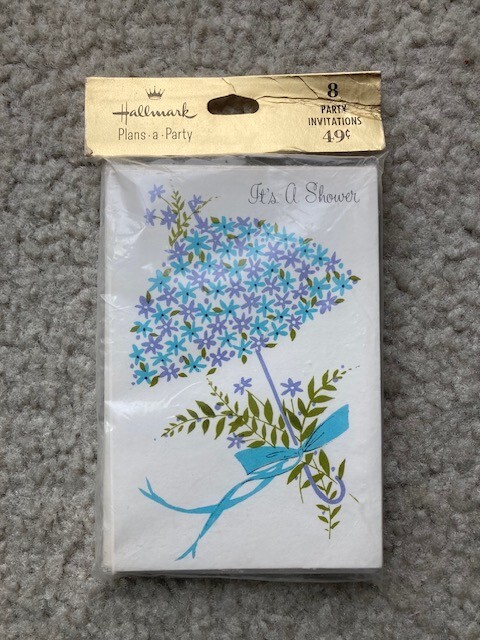 Hallmark
Plans-a-Party
8
PARTY
INVITATIONS
49¢
It's A Shower